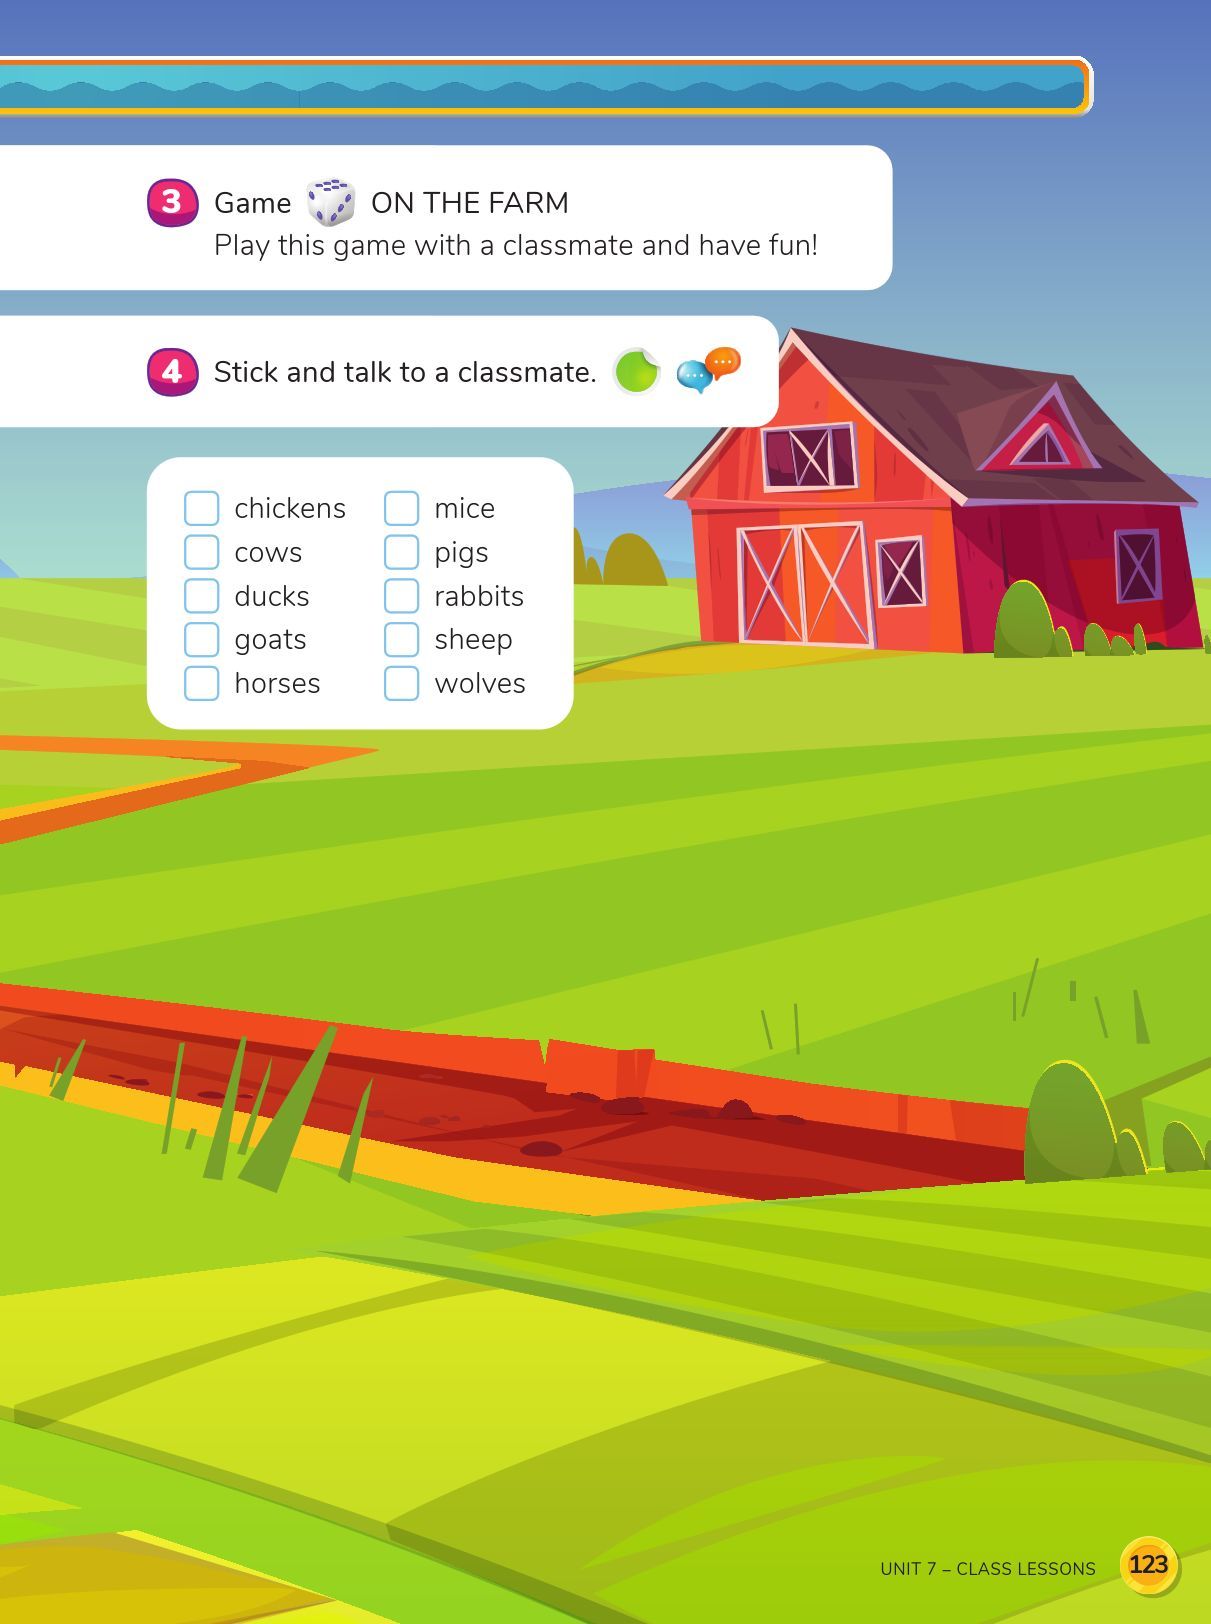 3 Game ON THE FARM
Play this game with a classmate and have fun!
4 Stick and talk to a classmate.
chickens
cows
ducks
goats
horses
mice
pigs
rabbits
sheep
wolves
UNIT 7 – CLASS LESSONS 123